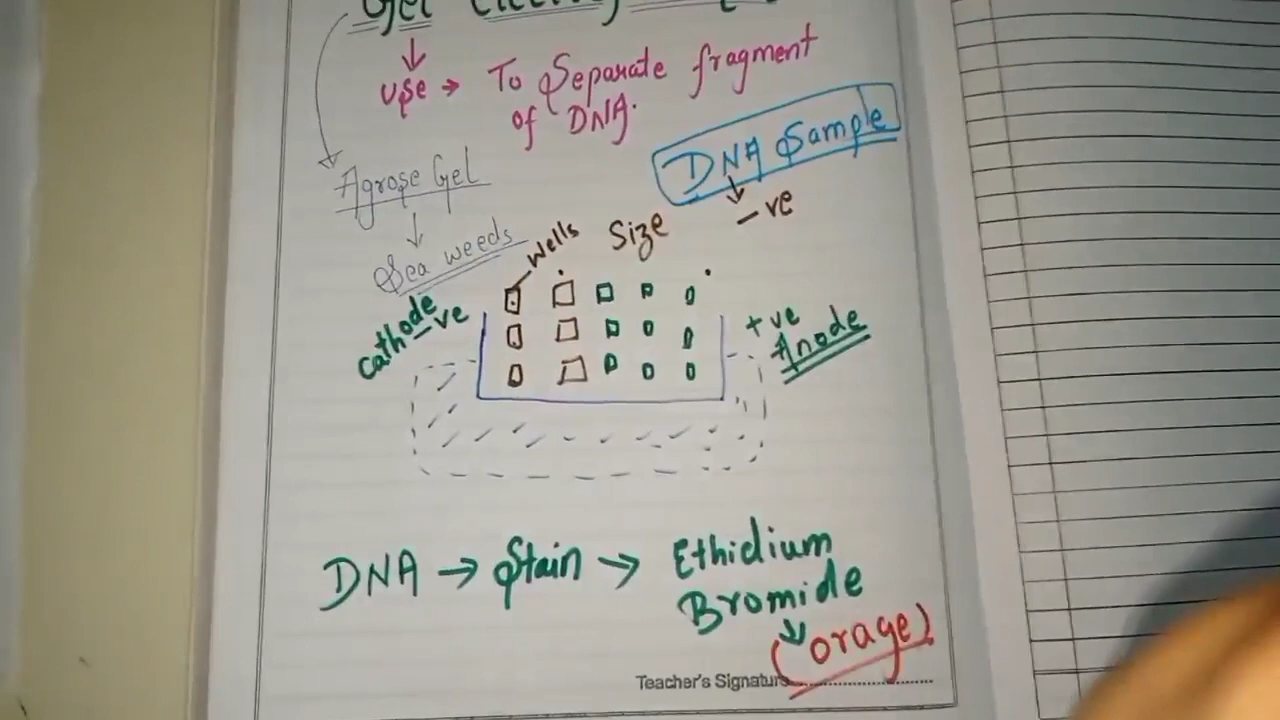 Gel
Use → To Separate fragment
of DNA.
DNA Sample
- ve
Agrose Gel
Sea weeds
Wells
Size
Cathode
-ve
+ve
Anode
DNA → Stain → Ethidium
Bromide
(orage)
Teacher's Signature